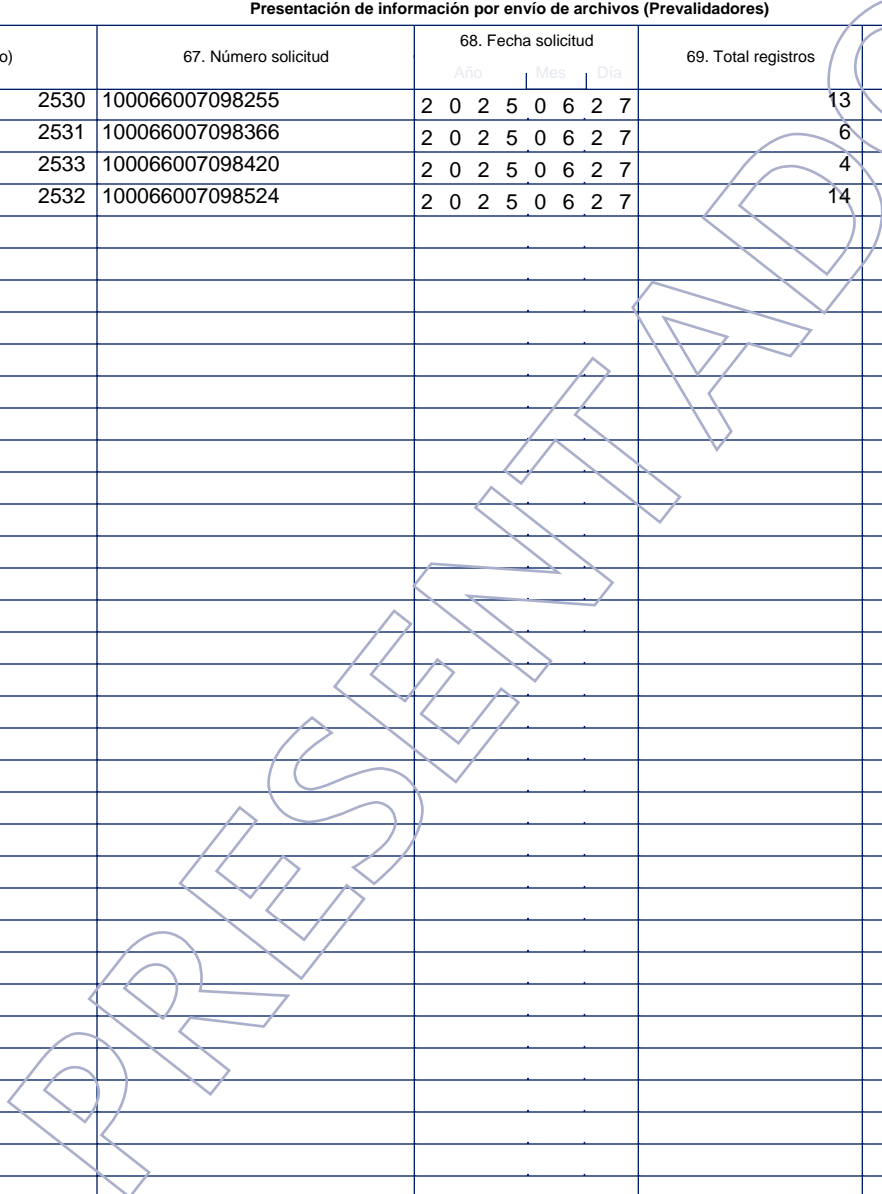 Presentación de información por envío de archivos (Prevalidadores)
o) 67. Número solicitud 68. Fecha solicitud 69. Total registros
Año Mes Día
2530 100066007098255 2 0 2 5 0 6 2 7 13
2531 100066007098366 2 0 2 5 0 6 2 7 6
2533 100066007098420 2 0 2 5 0 6 2 7 4
2532 100066007098524 2 0 2 5 0 6 2 7 14
PRESENTADO